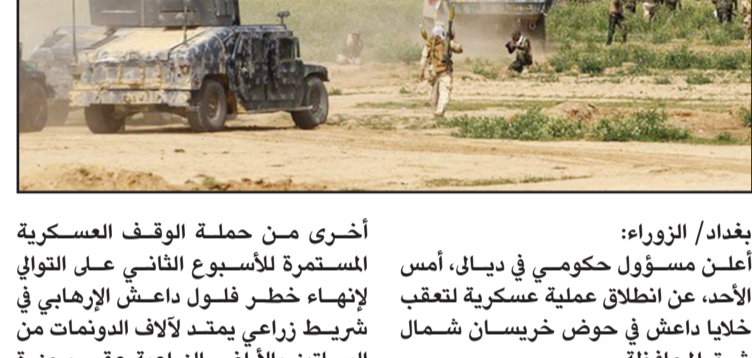 بغداد/ الزوراء:
أعلن مسؤول حكومي في ديالى، أمس
الأحد، عن انطلاق عملية عسكرية لتعقب
خلايا داعش في حوض خريسان شمال
أخرى من حملة الوقف العسكرية
المستمرة للأسبوع الثاني على التوالي
لإنهاء خطر فلول داعش الإرهابي في
شريط زراعي يمتد لآلاف الدونمات من